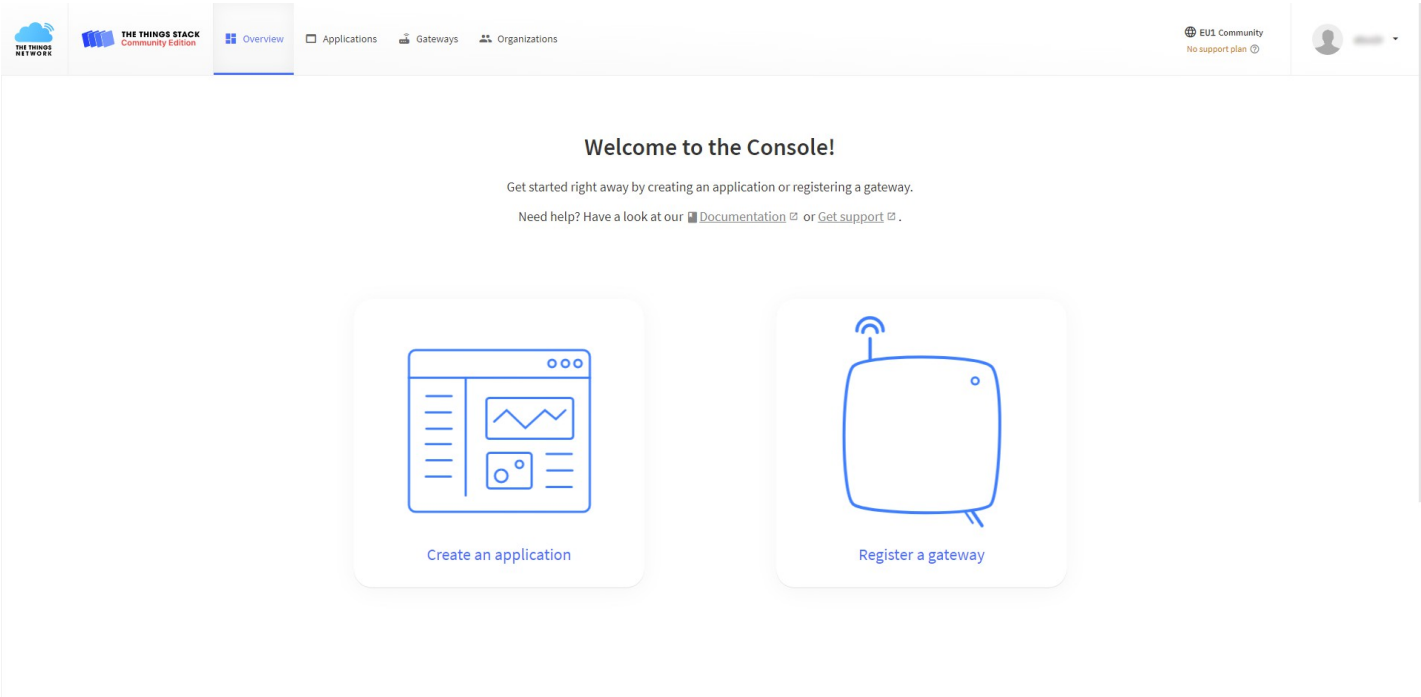 THE THINGS
NETWORK
THE THINGS STACK
Community Edition
Overview
Applications
Gateways
Organizations
EU1 Community
No support plan
Welcome to the Console!
Get started right away by creating an application or registering a gateway.
Need help? Have a look at our Documentation or Get support .
Create an application
Register a gateway